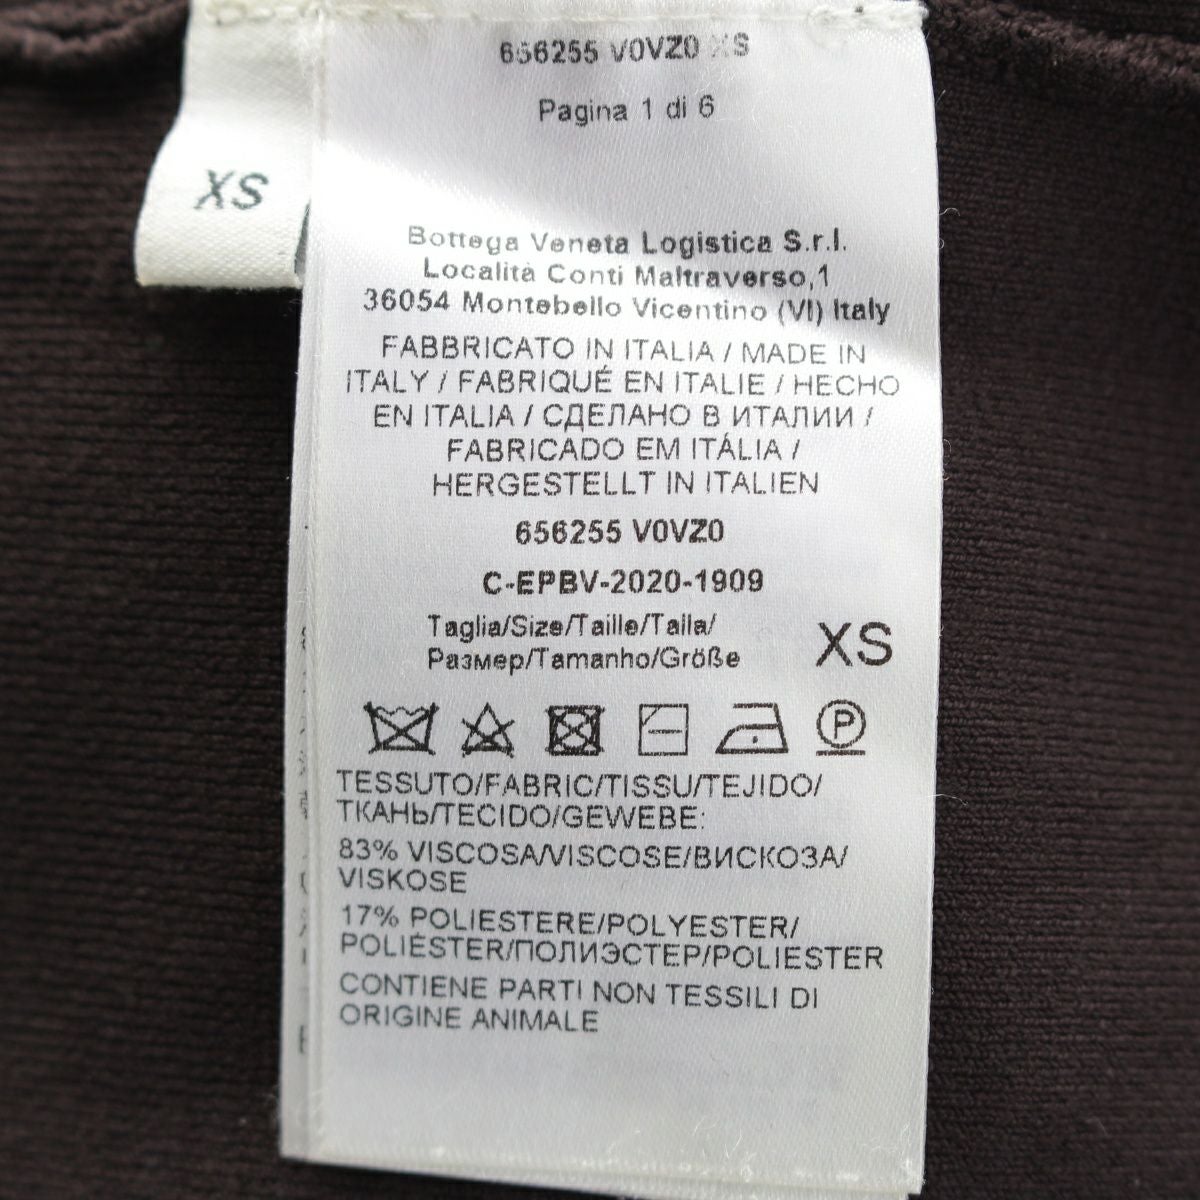 656255 V0VZ0 XS
Pagina 1 di 6
XS
Bottega Veneta Logistica S.r.l.
Località Conti Maltraverso,1
36054 Montebello Vicentino (VI) Italy
FABBRICATO IN ITALIA / MADE IN
ITALY / FABRIQUÉ EN ITALIE / HECHO
EN ITALIA / СДЕЛАНО В ИТАЛИИ /
FABRICADO EM ITÁLIA /
HERGESTELLT IN ITALIEN
656255 V0VZ0
C-EPBV-2020-1909
Taglia/Size/Taille/Talla/
Размер/Tamanho/Größe
XS
P
TESSUTO/FABRIC/TISSU/TEJIDO/
ТКАНЬ/TECIDO/GEWEBE:
83% VISCOSA/VISCOSE/ВИСКОЗА/
VISKOSE
17% POLIESTERE/POLYESTER/
POLIÉSTER/ПОЛИЭСТЕР/POLIESTER
CONTIENE PARTI NON TESSILI DI
ORIGINE ANIMALE